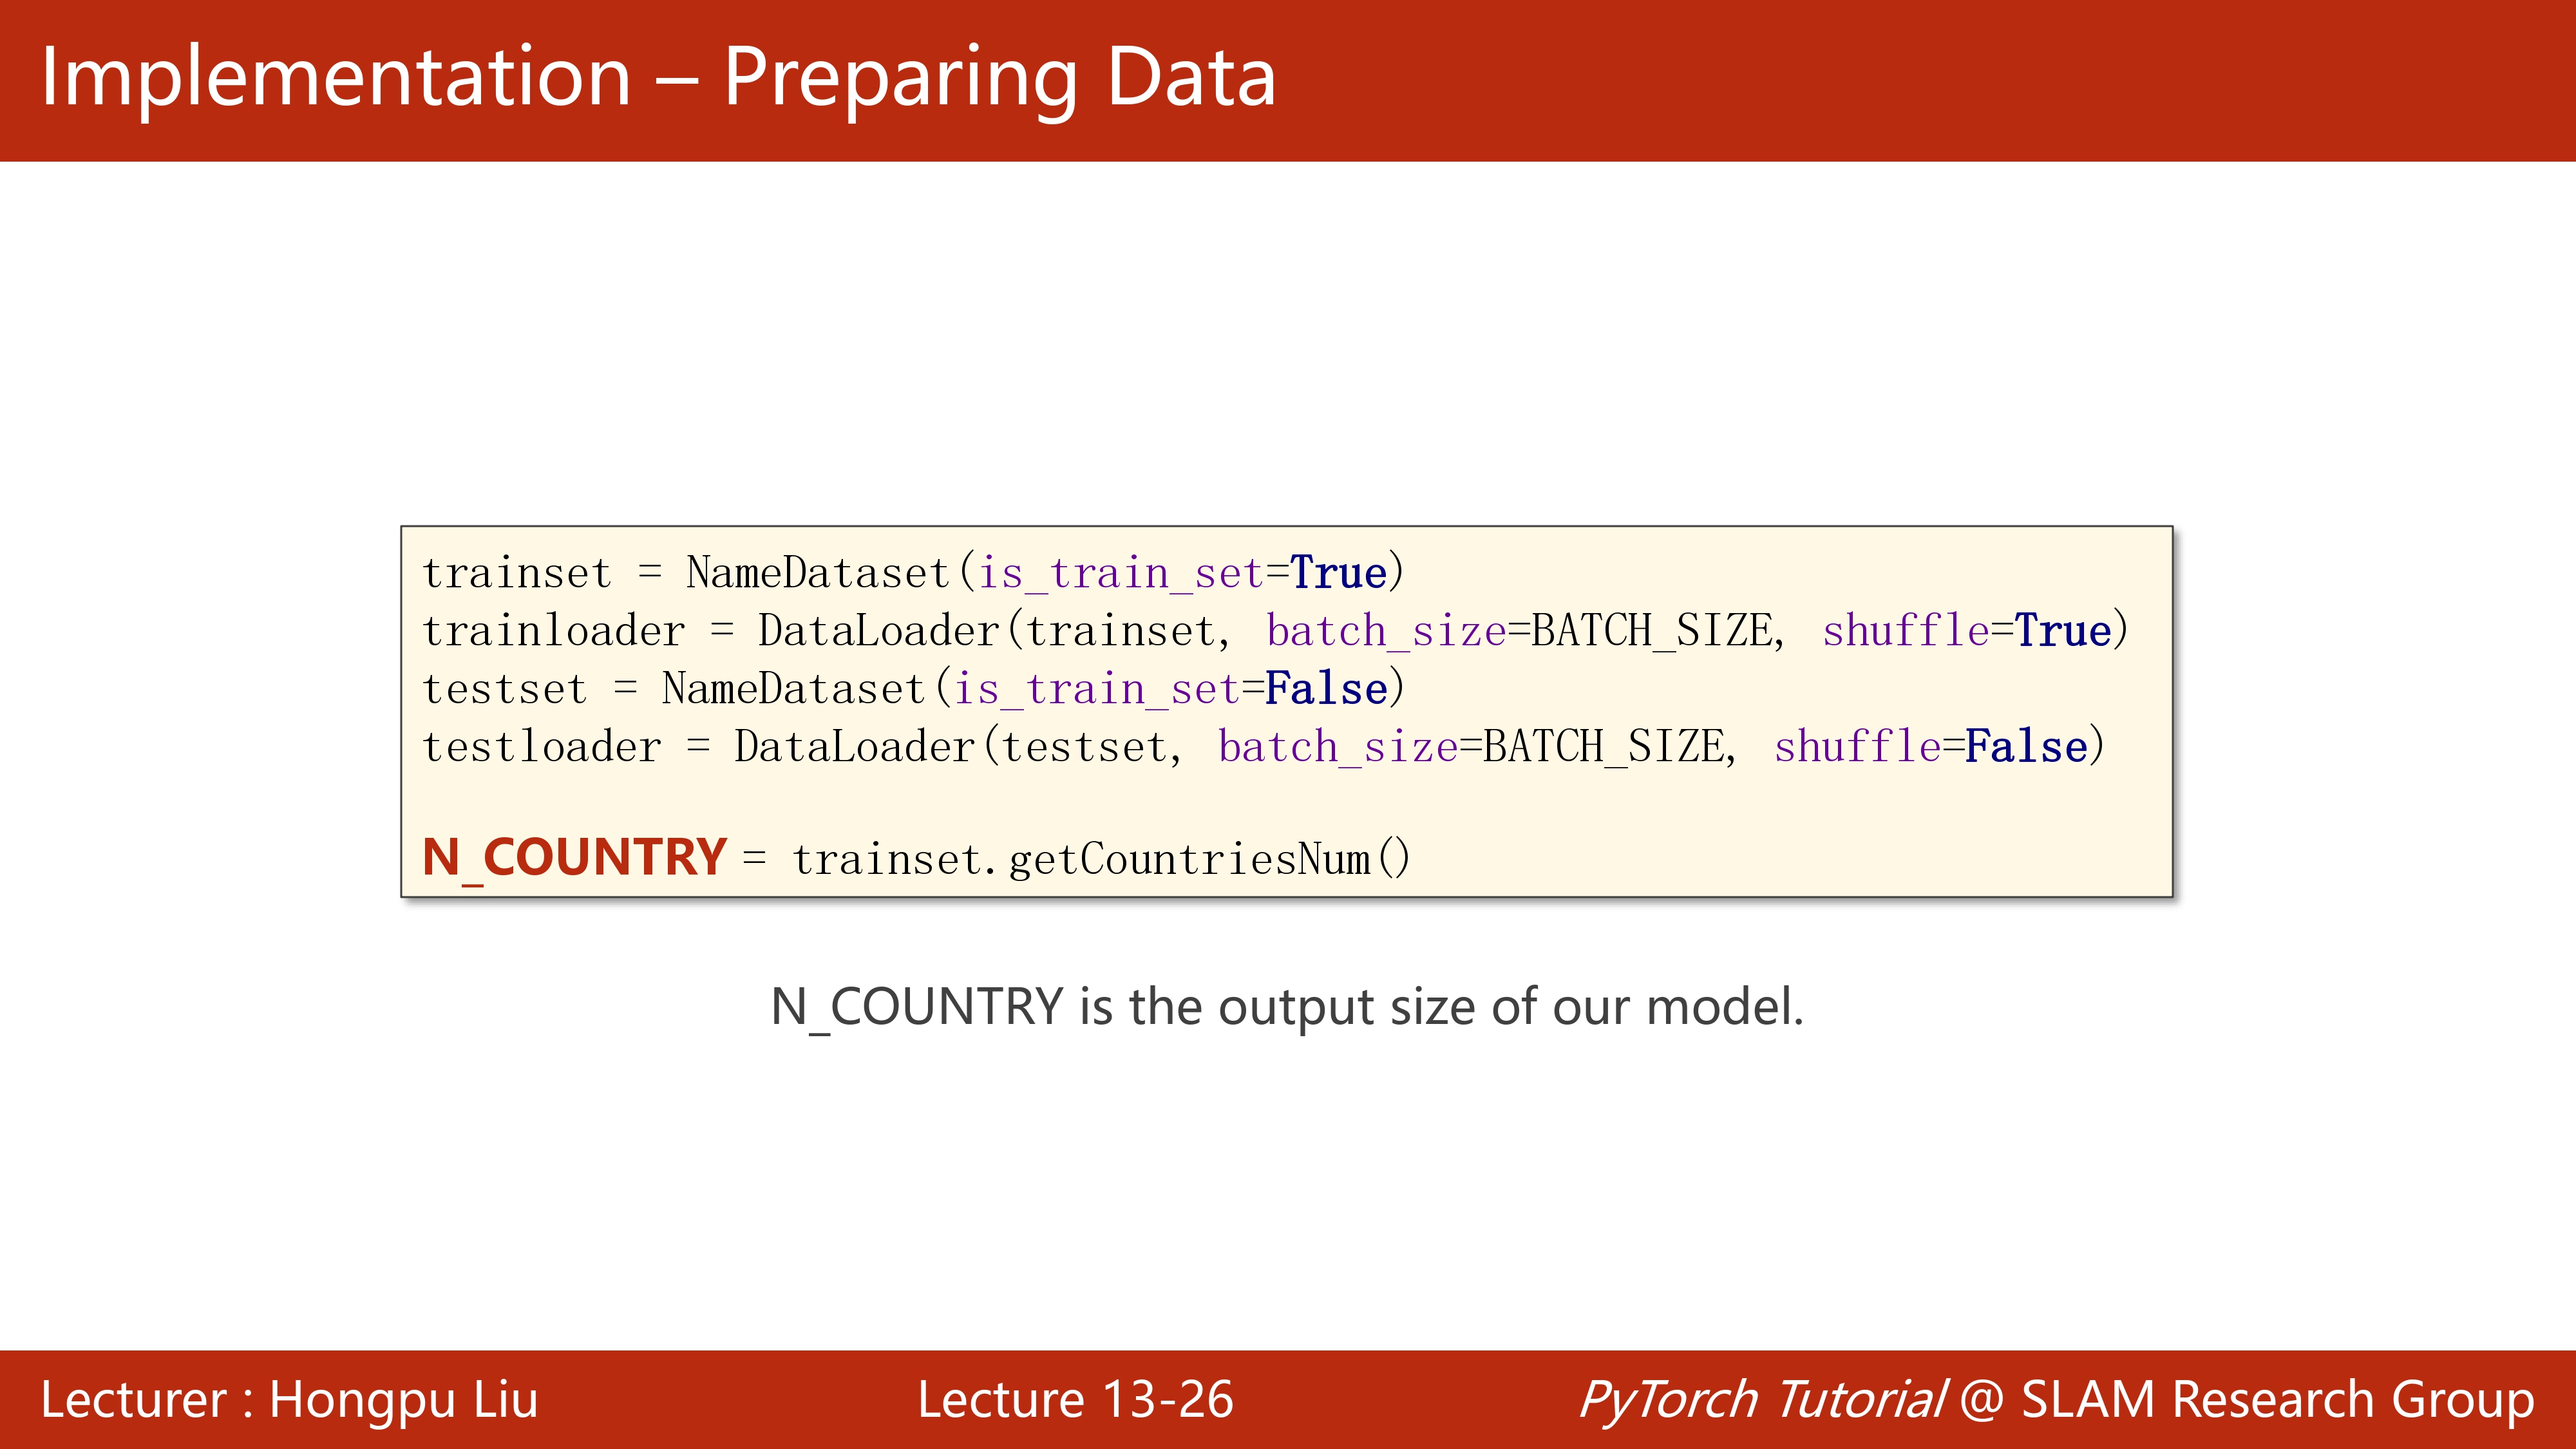 Implementation – Preparing Data
trainset = NameDataset(is_train_set=True)
trainloader = DataLoader(trainset, batch_size=BATCH_SIZE, shuffle=True)
testset = NameDataset(is_train_set=False)
testloader = DataLoader(testset, batch_size=BATCH_SIZE, shuffle=False)
N_COUNTRY = trainset.getCountriesNum()
N_COUNTRY is the output size of our model.
Lecturer : Hongpu Liu
Lecture 13-26
PyTorch Tutorial @ SLAM Research Group